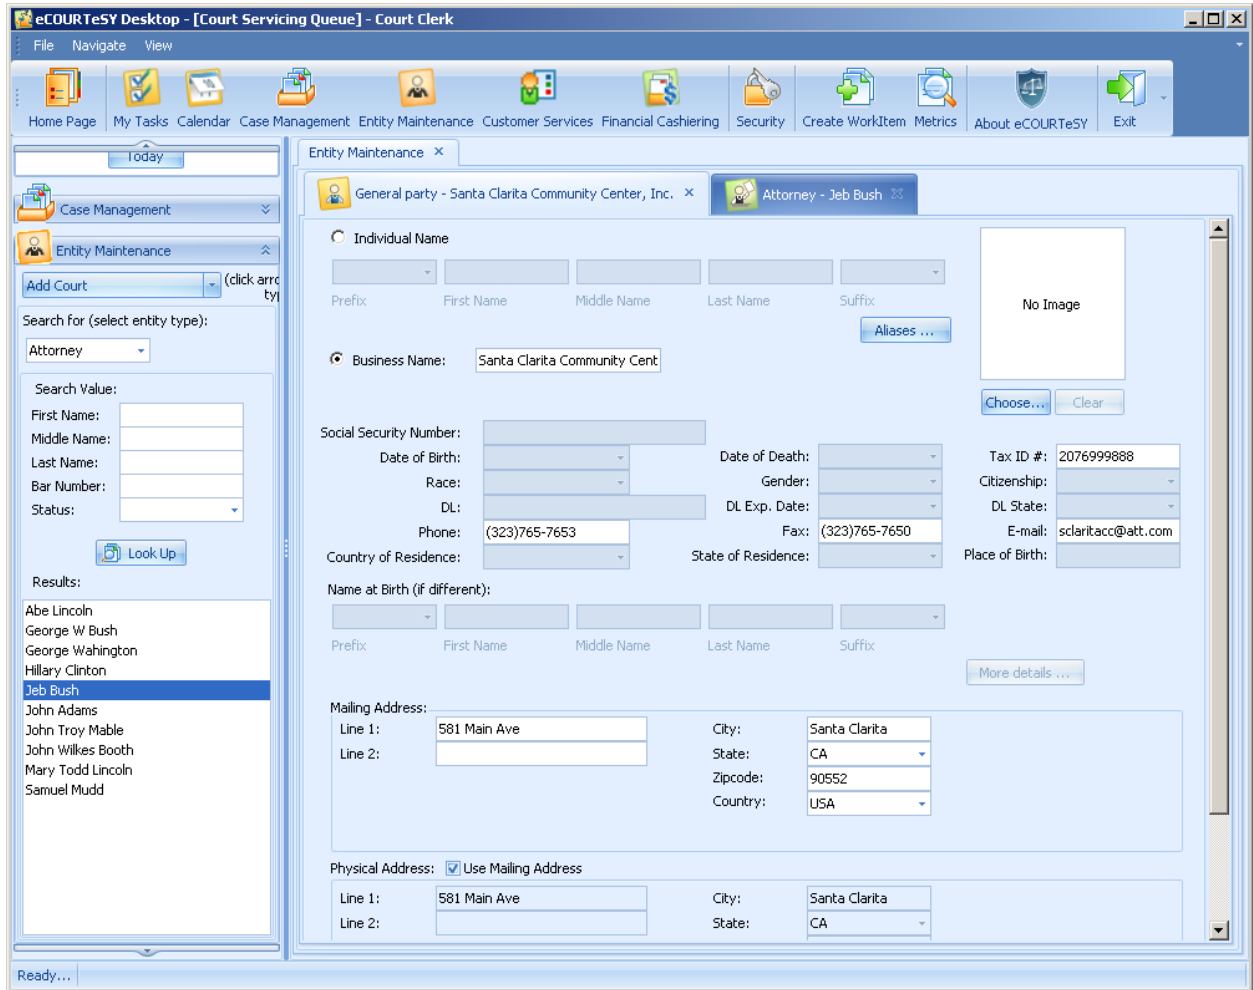 eCOURTeSY Desktop - [Court Servicing Queue] - Court Clerk
File Navigate View
Home Page My Tasks Calendar Case Management Entity Maintenance Customer Services Financial Cashiering Security Create WorkItem Metrics About eCOURTeSY Exit
Today
Case Management
Entity Maintenance
Add Court
(click arro
typ
Search for (select entity type):
Attorney
Search Value:
First Name:
Middle Name:
Last Name:
Bar Number:
Status:
Look Up
Results:
Abe Lincoln
George W Bush
George Wahington
Hillary Clinton
Jeb Bush
John Adams
John Troy Mable
John Wilkes Booth
Mary Todd Lincoln
Samuel Mudd
Entity Maintenance
General party - Santa Clarita Community Center, Inc.
Attorney - Jeb Bush
Individual Name
Prefix First Name Middle Name Last Name Suffix
Aliases ...
No Image
Business Name: Santa Clarita Community Cent
Choose... Clear
Social Security Number:
Date of Birth: Date of Death: Tax ID #: 2076999888
Race: Gender: Citizenship:
DL: DL Exp. Date: DL State:
Phone: (323)765-7653 Fax: (323)765-7650 E-mail: sclaritacc@att.com
Country of Residence: State of Residence: Place of Birth:
Name at Birth (if different):
Prefix First Name Middle Name Last Name Suffix
More details ...
Mailing Address:
Line 1: 581 Main Ave City: Santa Clarita
Line 2: State: CA
Zipcode: 90552
Country: USA
Physical Address: Use Mailing Address
Line 1: 581 Main Ave City: Santa Clarita
Line 2: State: CA
Ready...